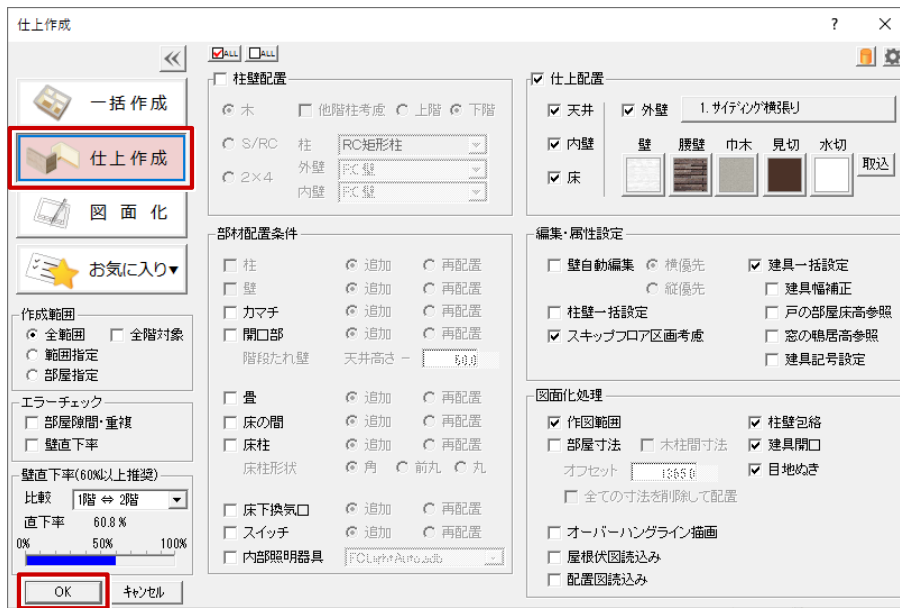 仕上作成
? ×
ALL ALL
一括作成
仕上作成
図面化
お気に入り▾
作成範囲
全範囲 全階対象
範囲指定
部屋指定
エラーチェック
部屋隙間・重複
壁直下率
壁直下率(60%以上推奨)
比較 1階 ⇔ 2階
直下率 60.8 %
0% 50% 100%
OK キャンセル
柱壁配置
木 他階柱考慮 上階 下階
S/RC 柱 RC矩形柱
外壁 RC壁
2×4
内壁 RC壁
部材配置条件
柱 追加 再配置
壁 追加 再配置
カマチ 追加 再配置
開口部 追加 再配置
階段たれ壁 天井高さ － 50.0
畳 追加 再配置
床の間 追加 再配置
床柱 追加 再配置
床柱形状 角 前丸 丸
床下換気口 追加 再配置
スイッチ 追加 再配置
内部照明器具 FCLightAuto.adb
仕上配置
天井 外壁 1. サイディング横張り
内壁 壁 腰壁 巾木 見切 水切
床 取込
編集・属性設定
壁自動編集 横優先 建具一括設定
縦優先 建具幅補正
柱壁一括設定 戸の部屋床高参照
スキップフロア区画考慮 窓の鴨居高参照
建具記号設定
図面化処理
作図範囲 柱壁包絡
部屋寸法 木柱間寸法 建具開口
オフセット 1365.0 目地ぬき
全ての寸法を削除して配置
オーバーハングライン描画
屋根伏図読込み
配置図読込み